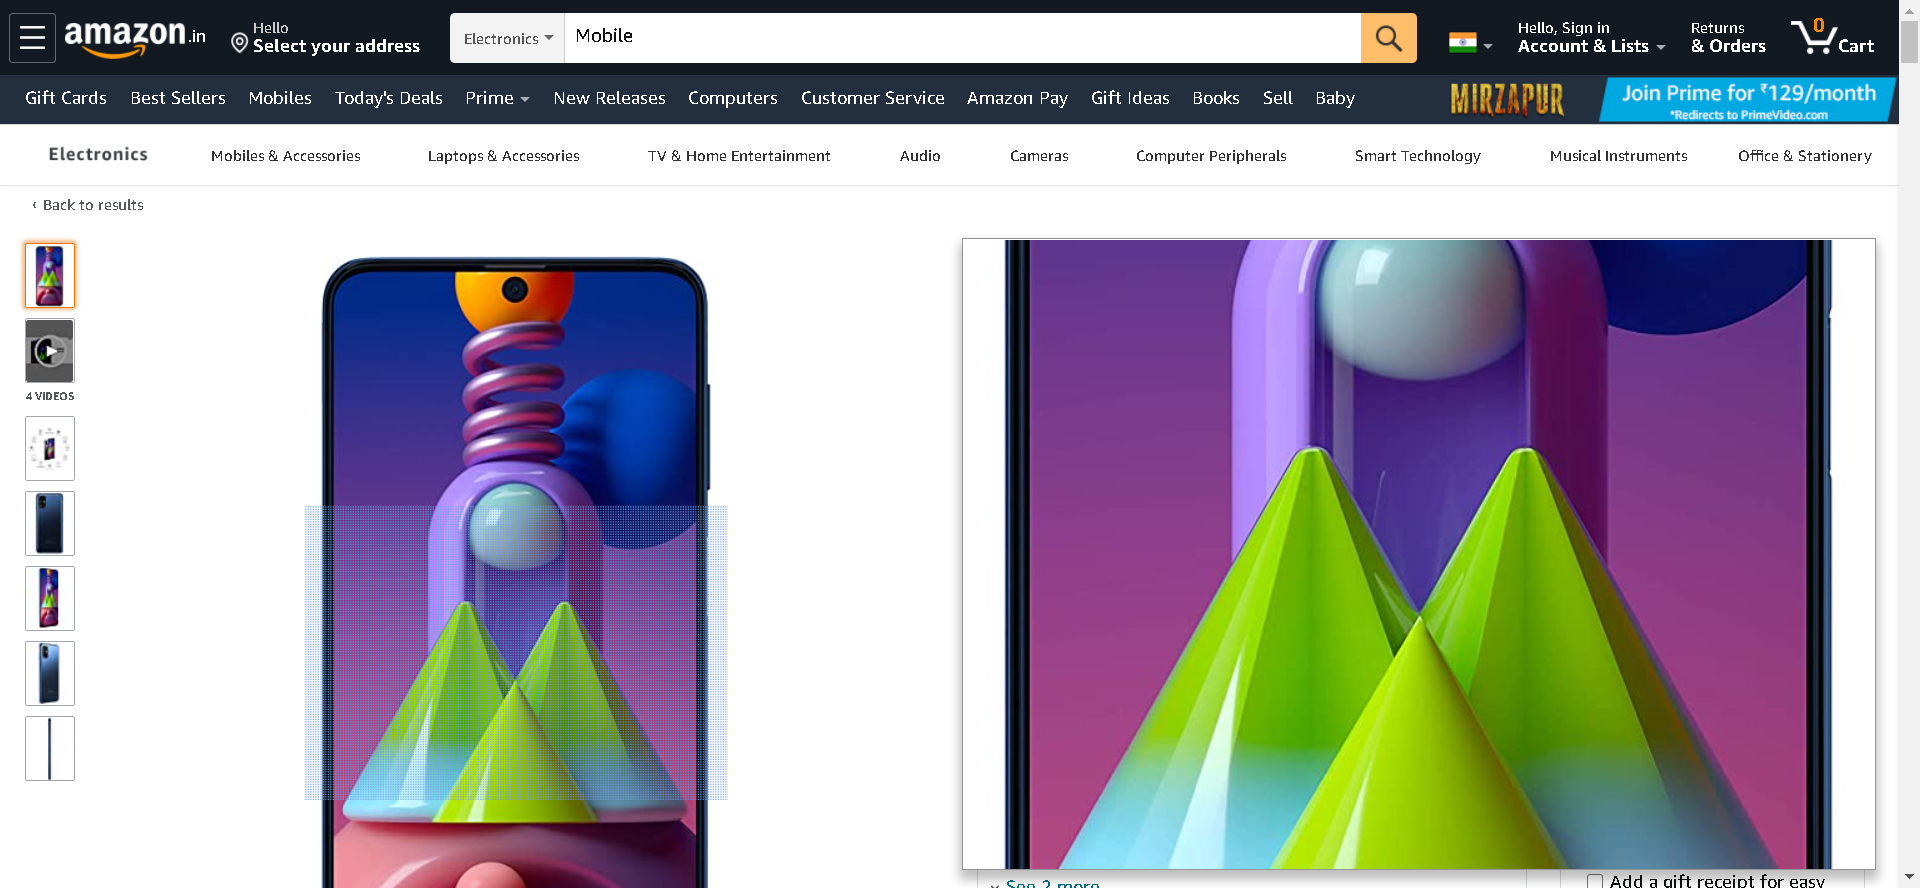 amazon.in
Hello
Select your address
Electronics
Mobile
Hello, Sign in
Account & Lists
Returns
& Orders
0
Cart
Gift Cards
Best Sellers
Mobiles
Today's Deals
Prime
New Releases
Computers
Customer Service
Amazon Pay
Gift Ideas
Books
Sell
Baby
MIRZAPUR
Join Prime for ₹129/month
*Redirects to PrimeVideo.com
Electronics
Mobiles & Accessories
Laptops & Accessories
TV & Home Entertainment
Audio
Cameras
Computer Peripherals
Smart Technology
Musical Instruments
Office & Stationery
‹ Back to results
4 VIDEOS
See 2 more
Add a gift receipt for easy